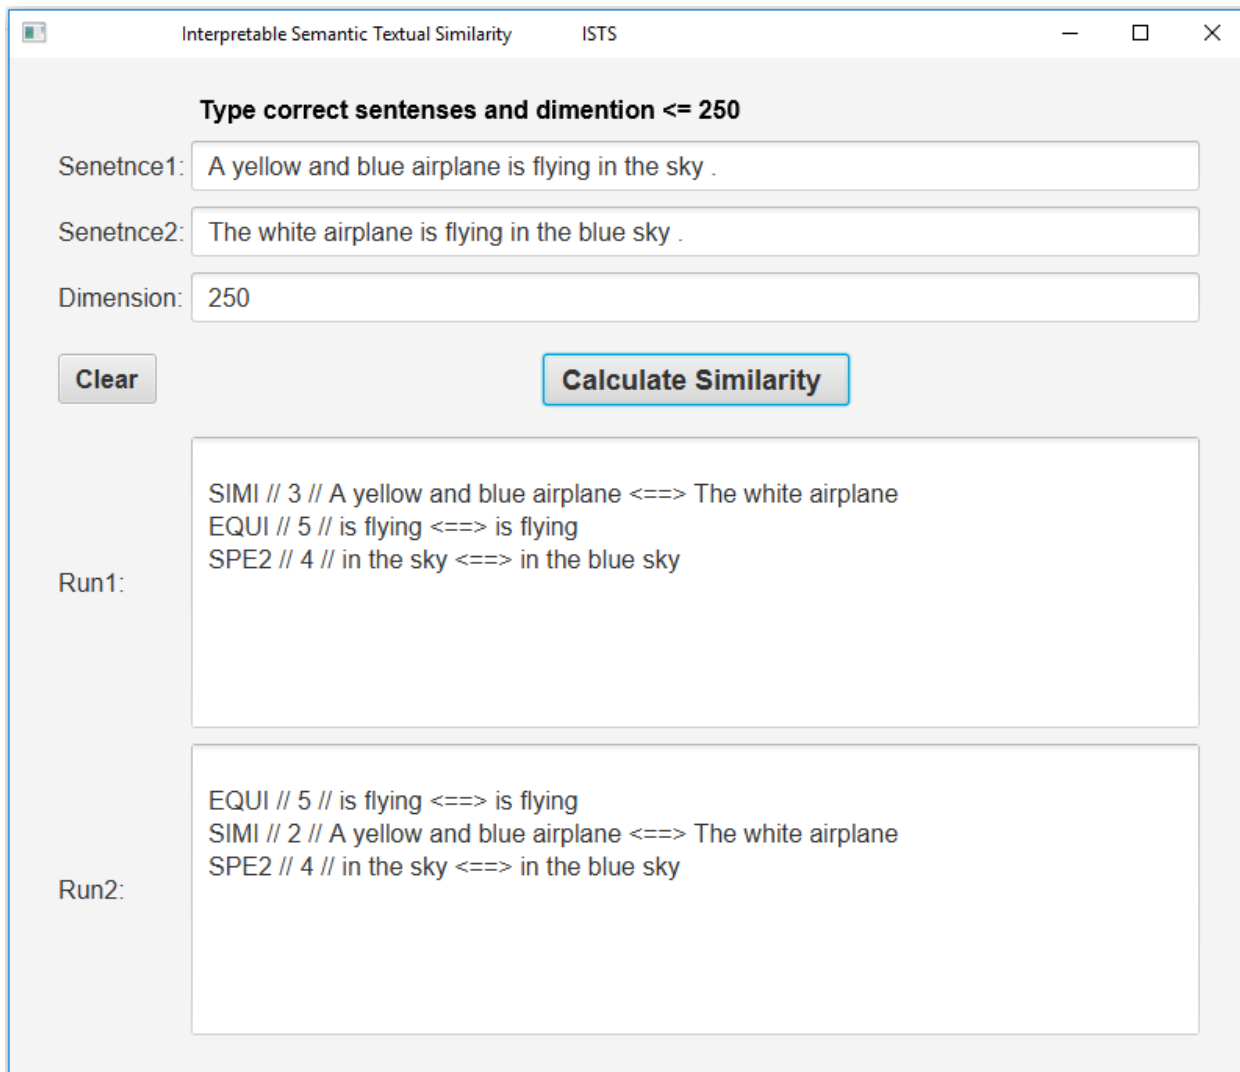 Interpretable Semantic Textual Similarity ISTS
Type correct sentenses and dimention <= 250
Senetnce1: A yellow and blue airplane is flying in the sky .
Senetnce2: The white airplane is flying in the blue sky .
Dimension: 250
Clear Calculate Similarity
Run1:
SIMI // 3 // A yellow and blue airplane <==> The white airplane
EQUI // 5 // is flying <==> is flying
SPE2 // 4 // in the sky <==> in the blue sky
Run2:
EQUI // 5 // is flying <==> is flying
SIMI // 2 // A yellow and blue airplane <==> The white airplane
SPE2 // 4 // in the sky <==> in the blue sky